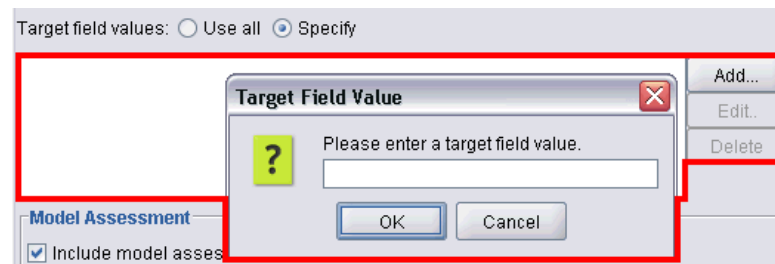 Target field values: Use all Specify
Add...
Target Field Value
Edit..
Please enter a target field value.
Delete
?
OK Cancel
Model Assessment
Include model asses